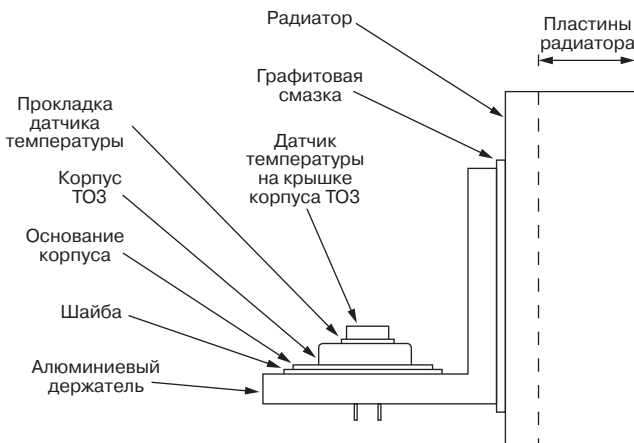 Радиатор
Пластины
радиатора
Графитовая
смазка
Прокладка
датчика
температуры
Датчик
температуры
на крышке
корпуса ТО3
Корпус
ТО3
Основание
корпуса
Шайба
Алюминиевый
держатель